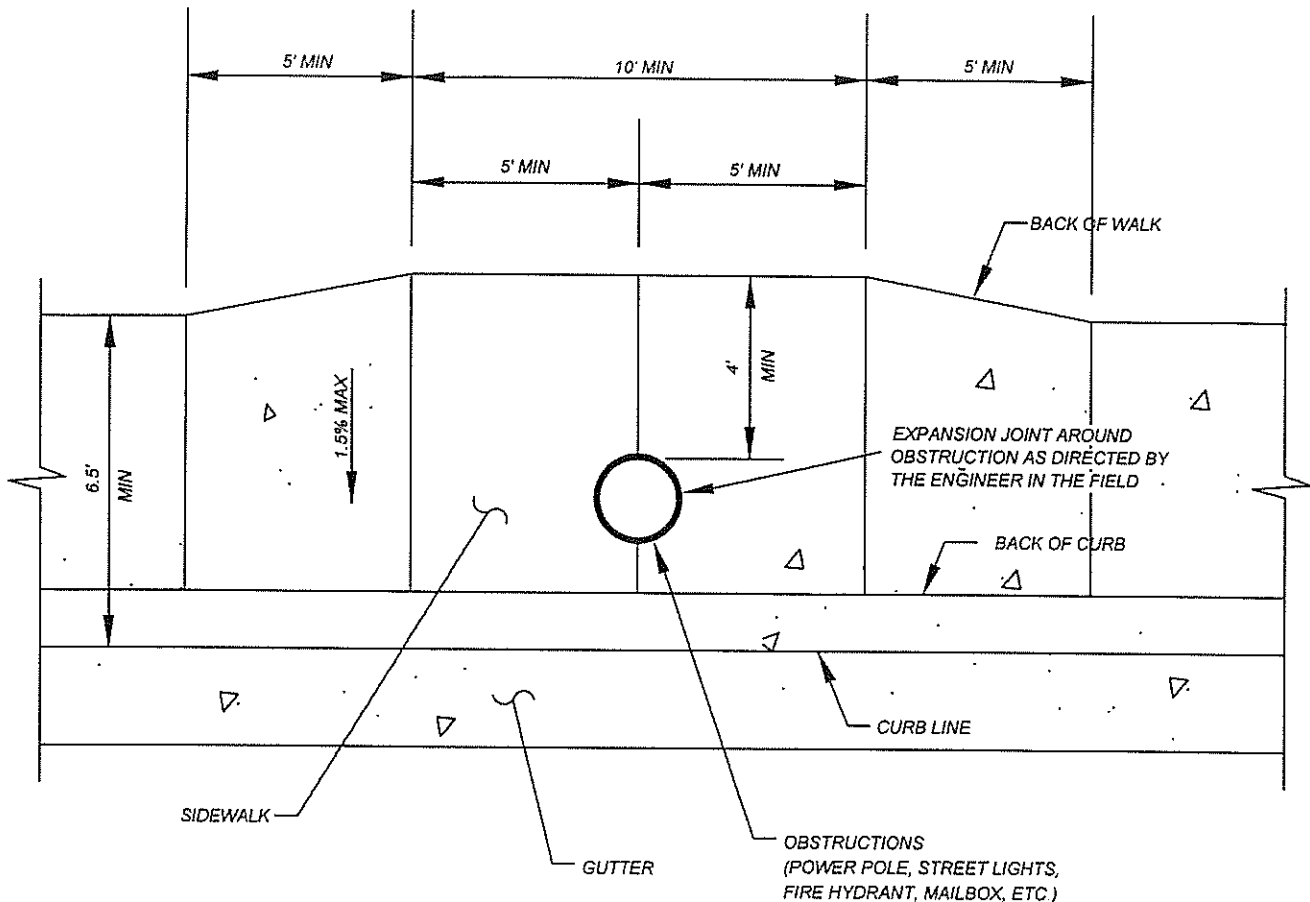 5' MIN
10' MIN
5' MIN
5' MIN
5' MIN
BACK OF WALK
4'
MIN
1.5% MAX
6.5'
MIN
EXPANSION JOINT AROUND
OBSTRUCTION AS DIRECTED BY
THE ENGINEER IN THE FIELD
BACK OF CURB
CURB LINE
SIDEWALK
GUTTER
OBSTRUCTIONS
(POWER POLE, STREET LIGHTS,
FIRE HYDRANT, MAILBOX, ETC.)